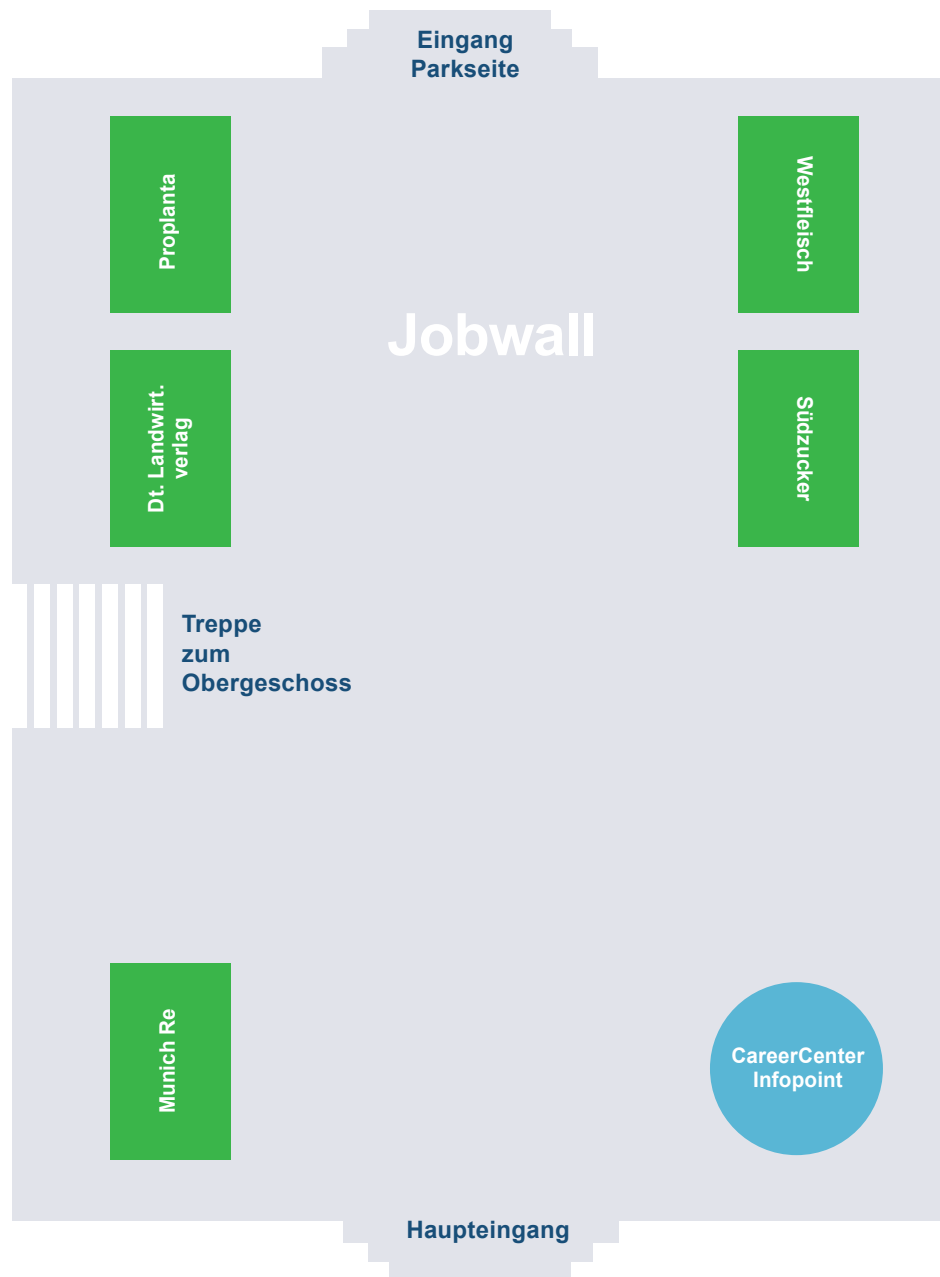 Eingang
Parkseite
Proplanta
Westfleisch
Jobwall
Dt. Landwirt.
verlag
Südzucker
Treppe
zum
Obergeschoss
Munich Re
CareerCenter
Infopoint
Haupteingang